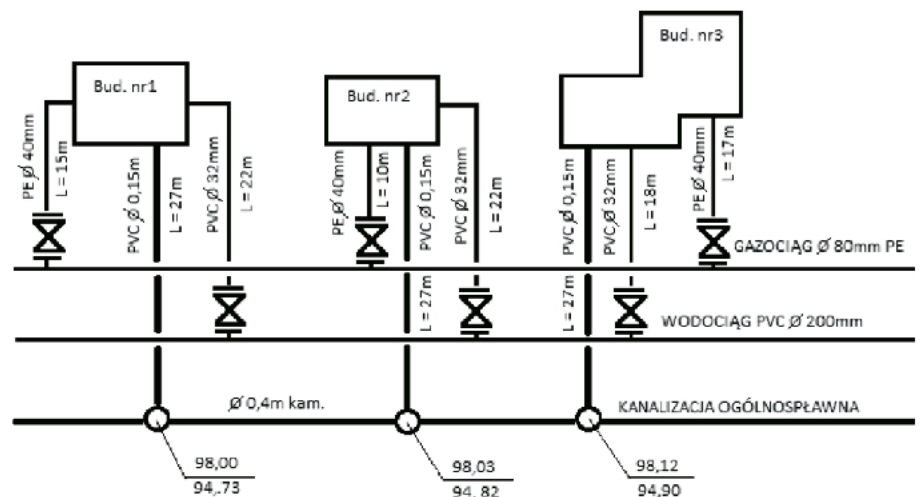 Bud. nr1
Bud. nr2
Bud. nr3
PE Ø 40mm
L = 15m
PVC Ø 0,15m
L = 27m
PVC Ø 32mm
L = 22m
PE Ø 40mm
L = 10m
PVC Ø 0,15m
L = 27m
PVC Ø 32mm
L = 22m
PVC Ø 0,15m
L = 27m
PVC Ø 32mm
L = 18m
PE Ø 40mm
L = 17m
GAZOCIĄG Ø 80mm PE
WODOCIĄG PVC Ø 200mm
Ø 0,4m kam.
KANALIZACJA OGÓLNOSPŁAWNA
98,00
94,.73
98,03
94, 82
98,12
94,90